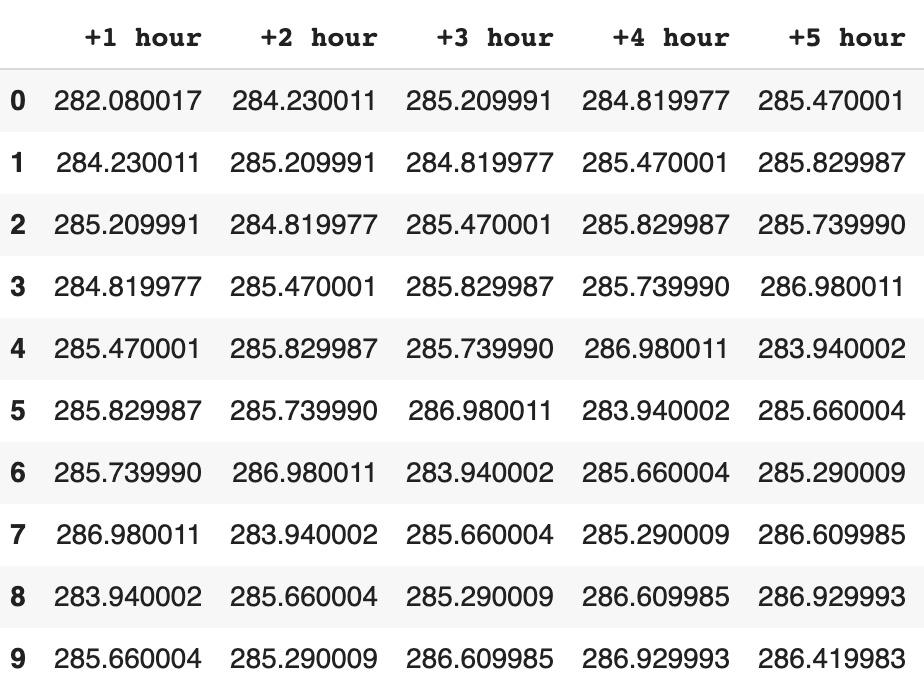 +1 hour +2 hour +3 hour +4 hour +5 hour
0 282.080017 284.230011 285.209991 284.819977 285.470001
1 284.230011 285.209991 284.819977 285.470001 285.829987
2 285.209991 284.819977 285.470001 285.829987 285.739990
3 284.819977 285.470001 285.829987 285.739990 286.980011
4 285.470001 285.829987 285.739990 286.980011 283.940002
5 285.829987 285.739990 286.980011 283.940002 285.660004
6 285.739990 286.980011 283.940002 285.660004 285.290009
7 286.980011 283.940002 285.660004 285.290009 286.609985
8 283.940002 285.660004 285.290009 286.609985 286.929993
9 285.660004 285.290009 286.609985 286.929993 286.419983